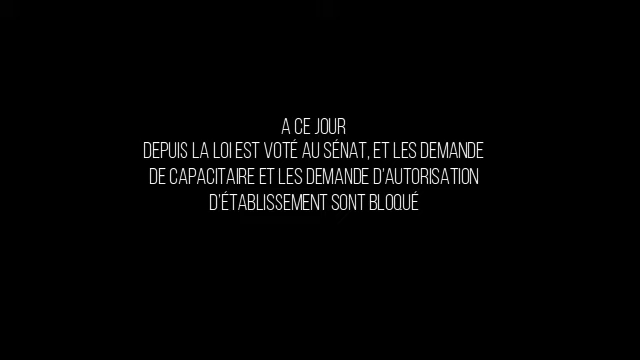 A CE JOUR
DEPUIS LA LOI EST VOTÉ AU SÉNAT, ET LES DEMANDE
DE CAPACITAIRE ET LES DEMANDE D'AUTORISATION
D'ÉTABLISSEMENT SONT BLOQUÉ